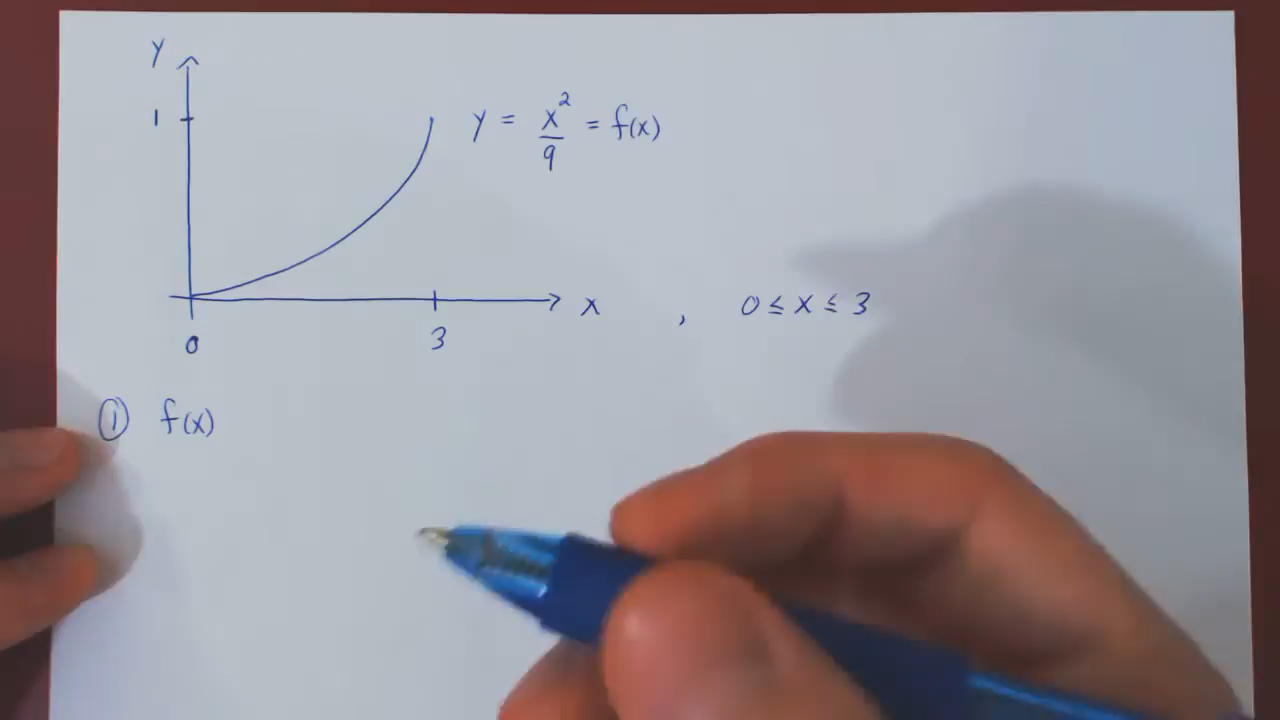 y
1
y = x²/9 = f(x)
x , 0 ≤ x ≤ 3
0 3
① f(x)